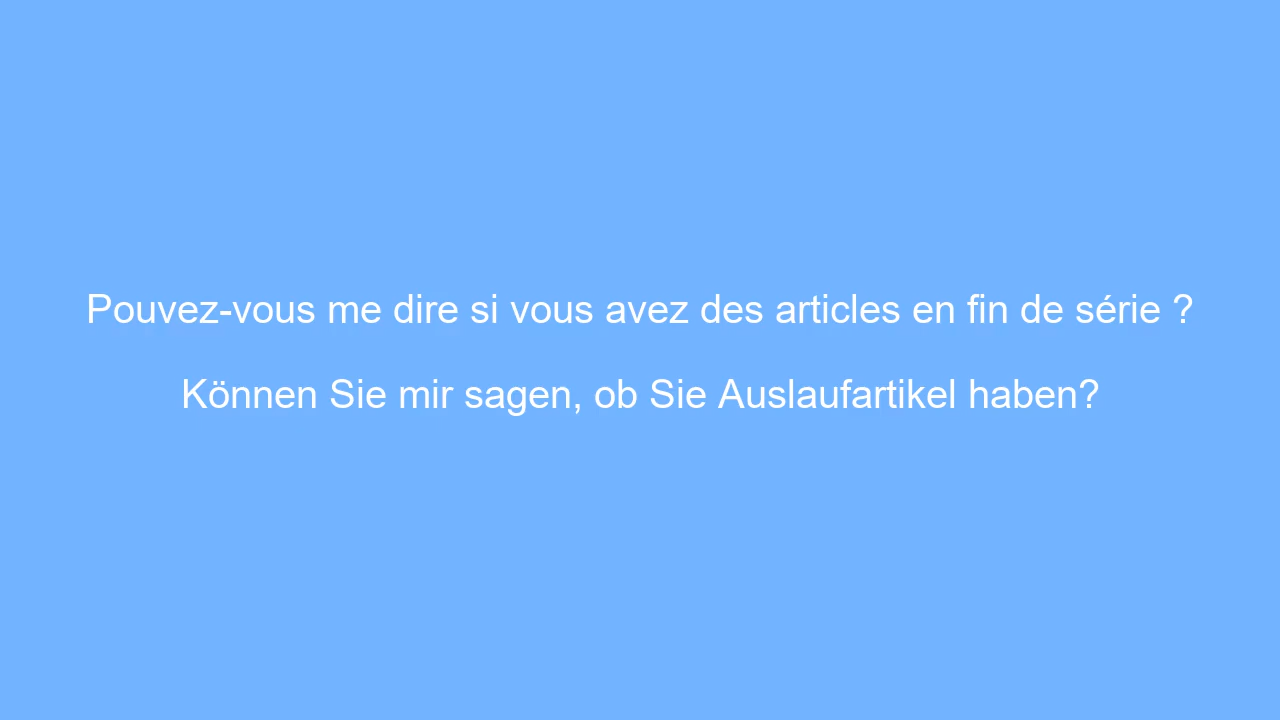 Pouvez-vous me dire si vous avez des articles en fin de série ?
Können Sie mir sagen, ob Sie Auslaufartikel haben?